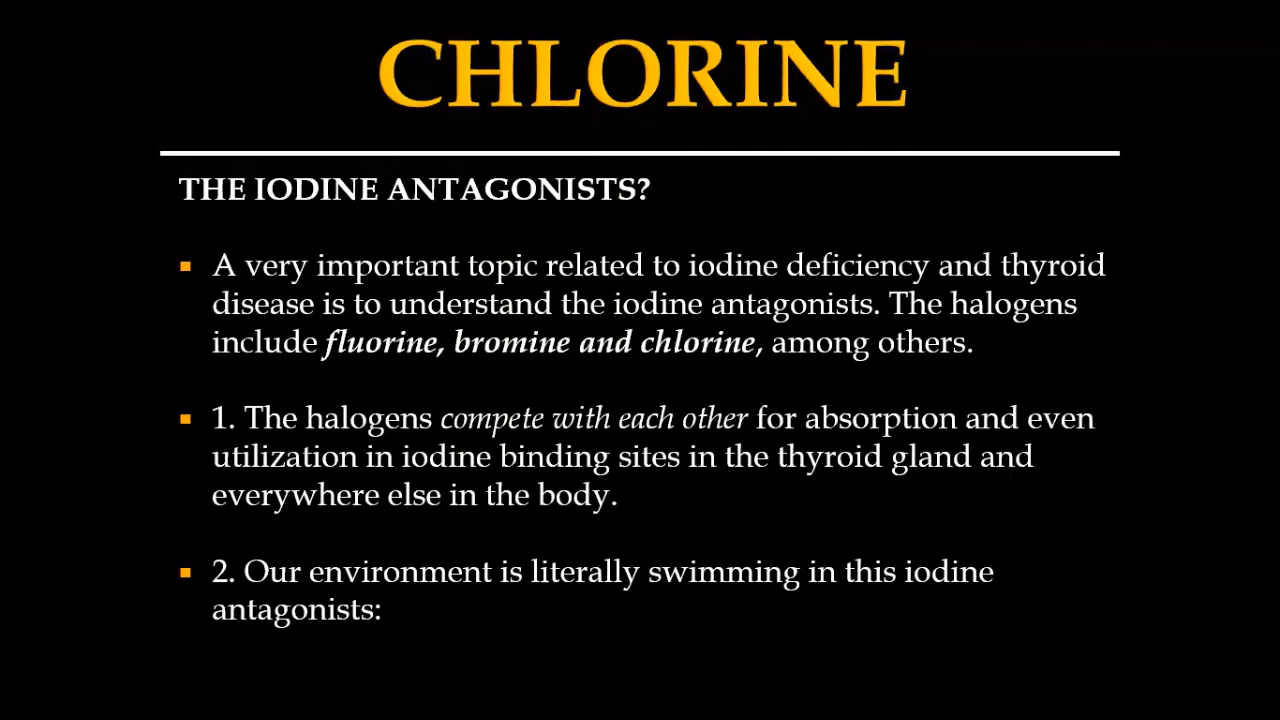 CHLORINE
THE IODINE ANTAGONISTS?
▪ A very important topic related to iodine deficiency and thyroid
disease is to understand the iodine antagonists. The halogens
include fluorine, bromine and chlorine, among others.
▪ 1. The halogens compete with each other for absorption and even
utilization in iodine binding sites in the thyroid gland and
everywhere else in the body.
▪ 2. Our environment is literally swimming in this iodine
antagonists: